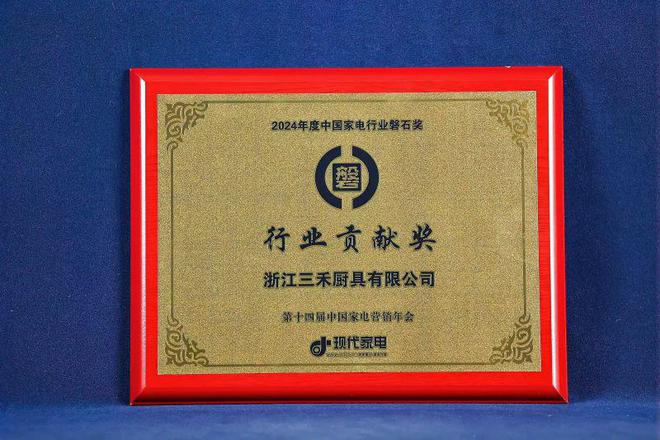 2024年度中国家电行业磐石奖
磐
行业贡献奖
浙江三禾厨具有限公司
第十四届中国家电营销年会
现代家电